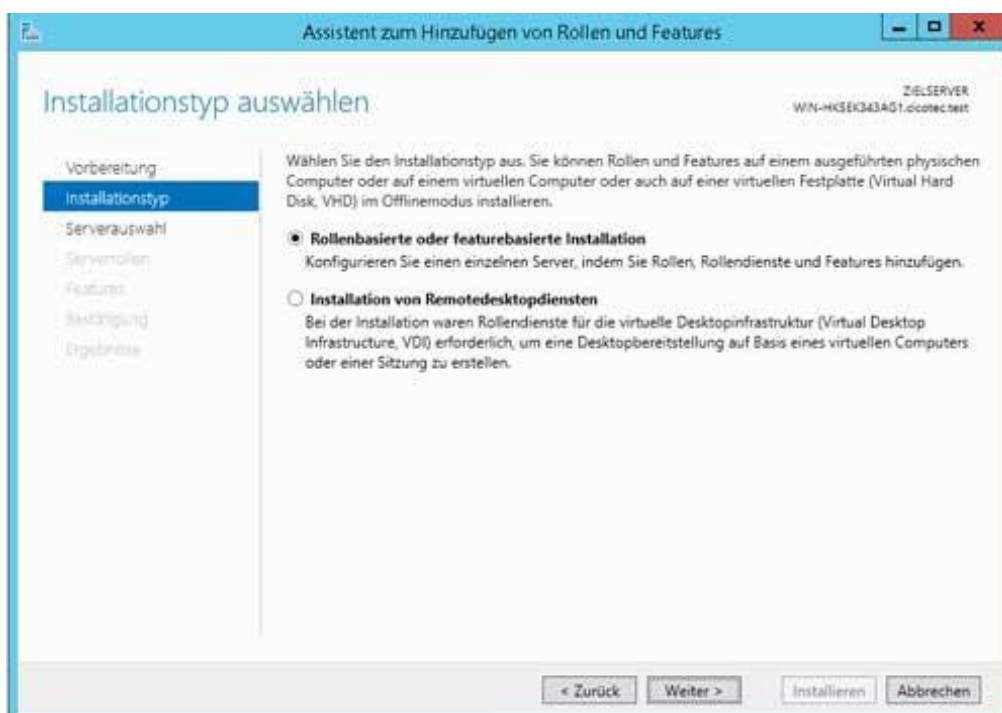 Assistent zum Hinzufügen von Rollen und Features
Installationstyp auswählen
ZIELSERVER
WIN-HKSEK343AG1.cicotec.test
Vorbereitung
Installationstyp
Serverauswahl
Serverrollen
Features
Bestätigung
Ergebnisse
Wählen Sie den Installationstyp aus. Sie können Rollen und Features auf einem ausgeführten physischen
Computer oder auf einem virtuellen Computer oder auch auf einer virtuellen Festplatte (Virtual Hard
Disk, VHD) im Offlinemodus installieren.
Rollenbasierte oder featurebasierte Installation
Konfigurieren Sie einen einzelnen Server, indem Sie Rollen, Rollendienste und Features hinzufügen.
Installation von Remotedesktopdiensten
Bei der Installation waren Rollendienste für die virtuelle Desktopinfrastruktur (Virtual Desktop
Infrastructure, VDI) erforderlich, um eine Desktopbereitstellung auf Basis eines virtuellen Computers
oder einer Sitzung zu erstellen.
< Zurück
Weiter >
Installieren
Abbrechen